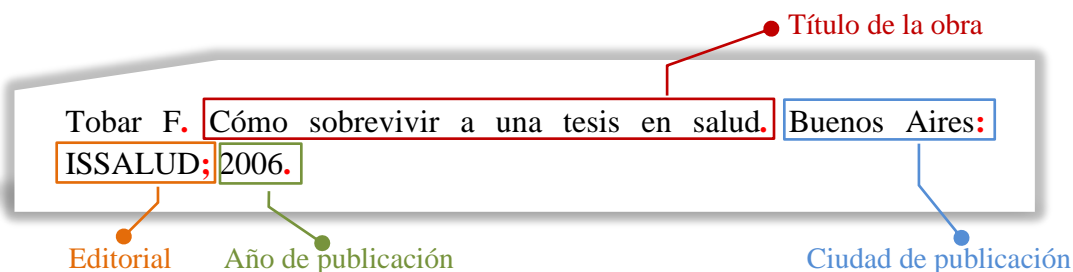 Título de la obra
Tobar F. Cómo sobrevivir a una tesis en salud. Buenos Aires:
ISSALUD; 2006.
Editorial Año de publicación Ciudad de publicación